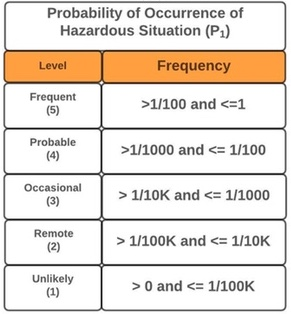 Probability of Occurrence of
Hazardous Situation (P₁)
Level Frequency
Frequent
(5)
>1/100 and <=1
Probable
(4)
>1/1000 and <= 1/100
Occasional
(3)
> 1/10K and <= 1/1000
Remote
(2)
> 1/100K and <= 1/10K
Unlikely
(1)
> 0 and <= 1/100K